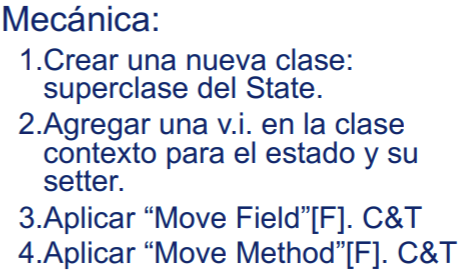 Mecánica:
1.Crear una nueva clase:
superclase del State.
2.Agregar una v.i. en la clase
contexto para el estado y su
setter.
3.Aplicar “Move Field”[F]. C&T
4.Aplicar “Move Method”[F]. C&T